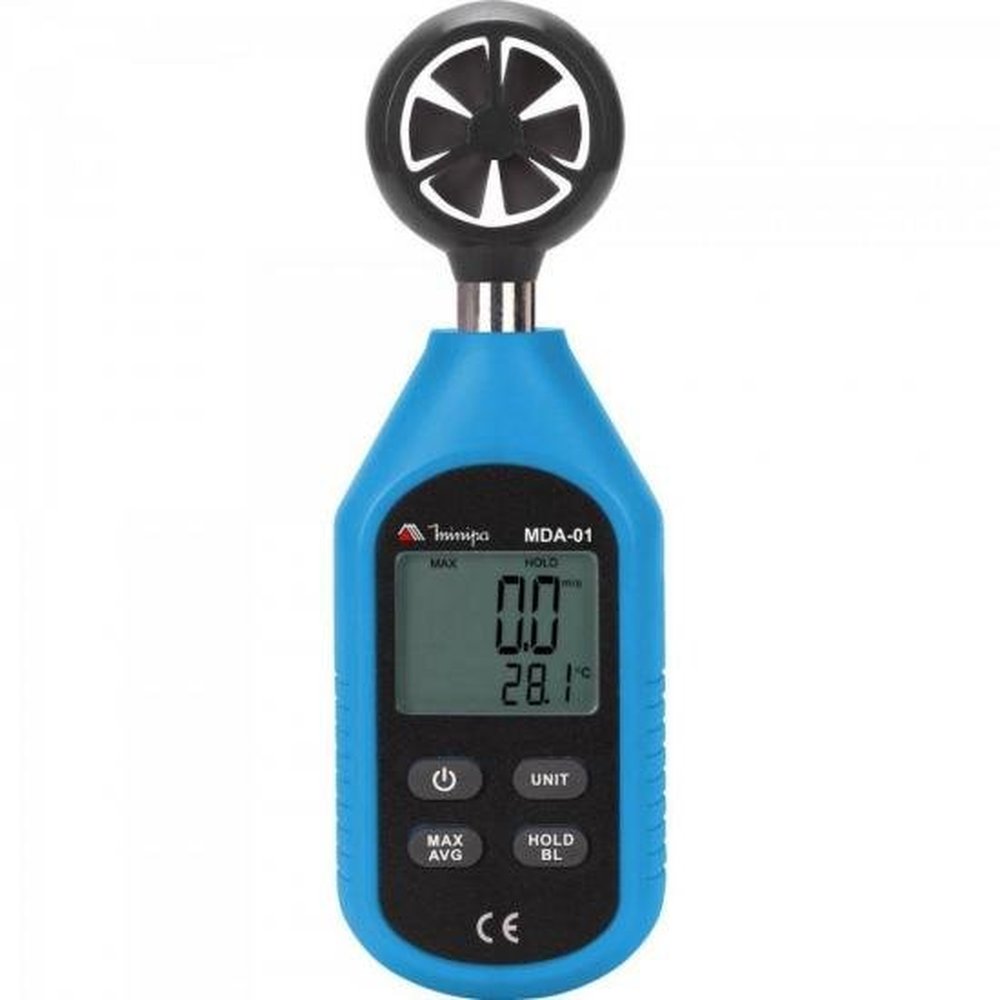 minipa MDA-01
MAX HOLD
0.0 m/s
28.1 °C
UNIT
MAX HOLD
AVG BL
CE